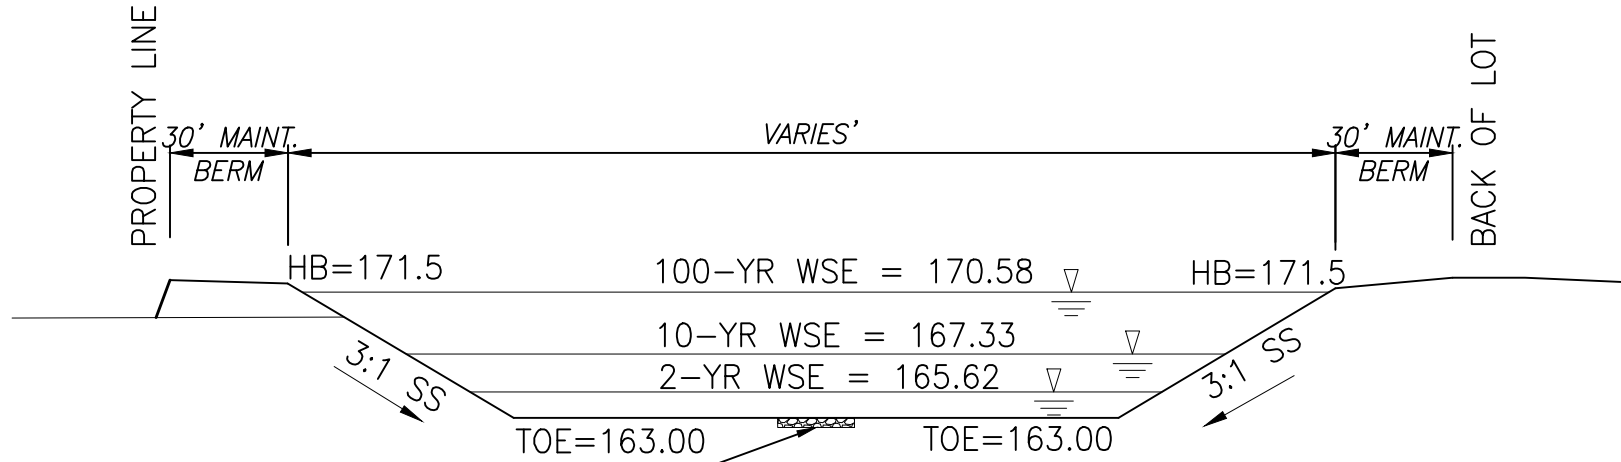 PROPERTY LINE
30' MAINT.
BERM
VARIES'
30' MAINT.
BERM
BACK OF LOT
HB=171.5
100-YR WSE = 170.58
HB=171.5
10-YR WSE = 167.33
3:1 SS
2-YR WSE = 165.62
3:1 SS
TOE=163.00
TOE=163.00